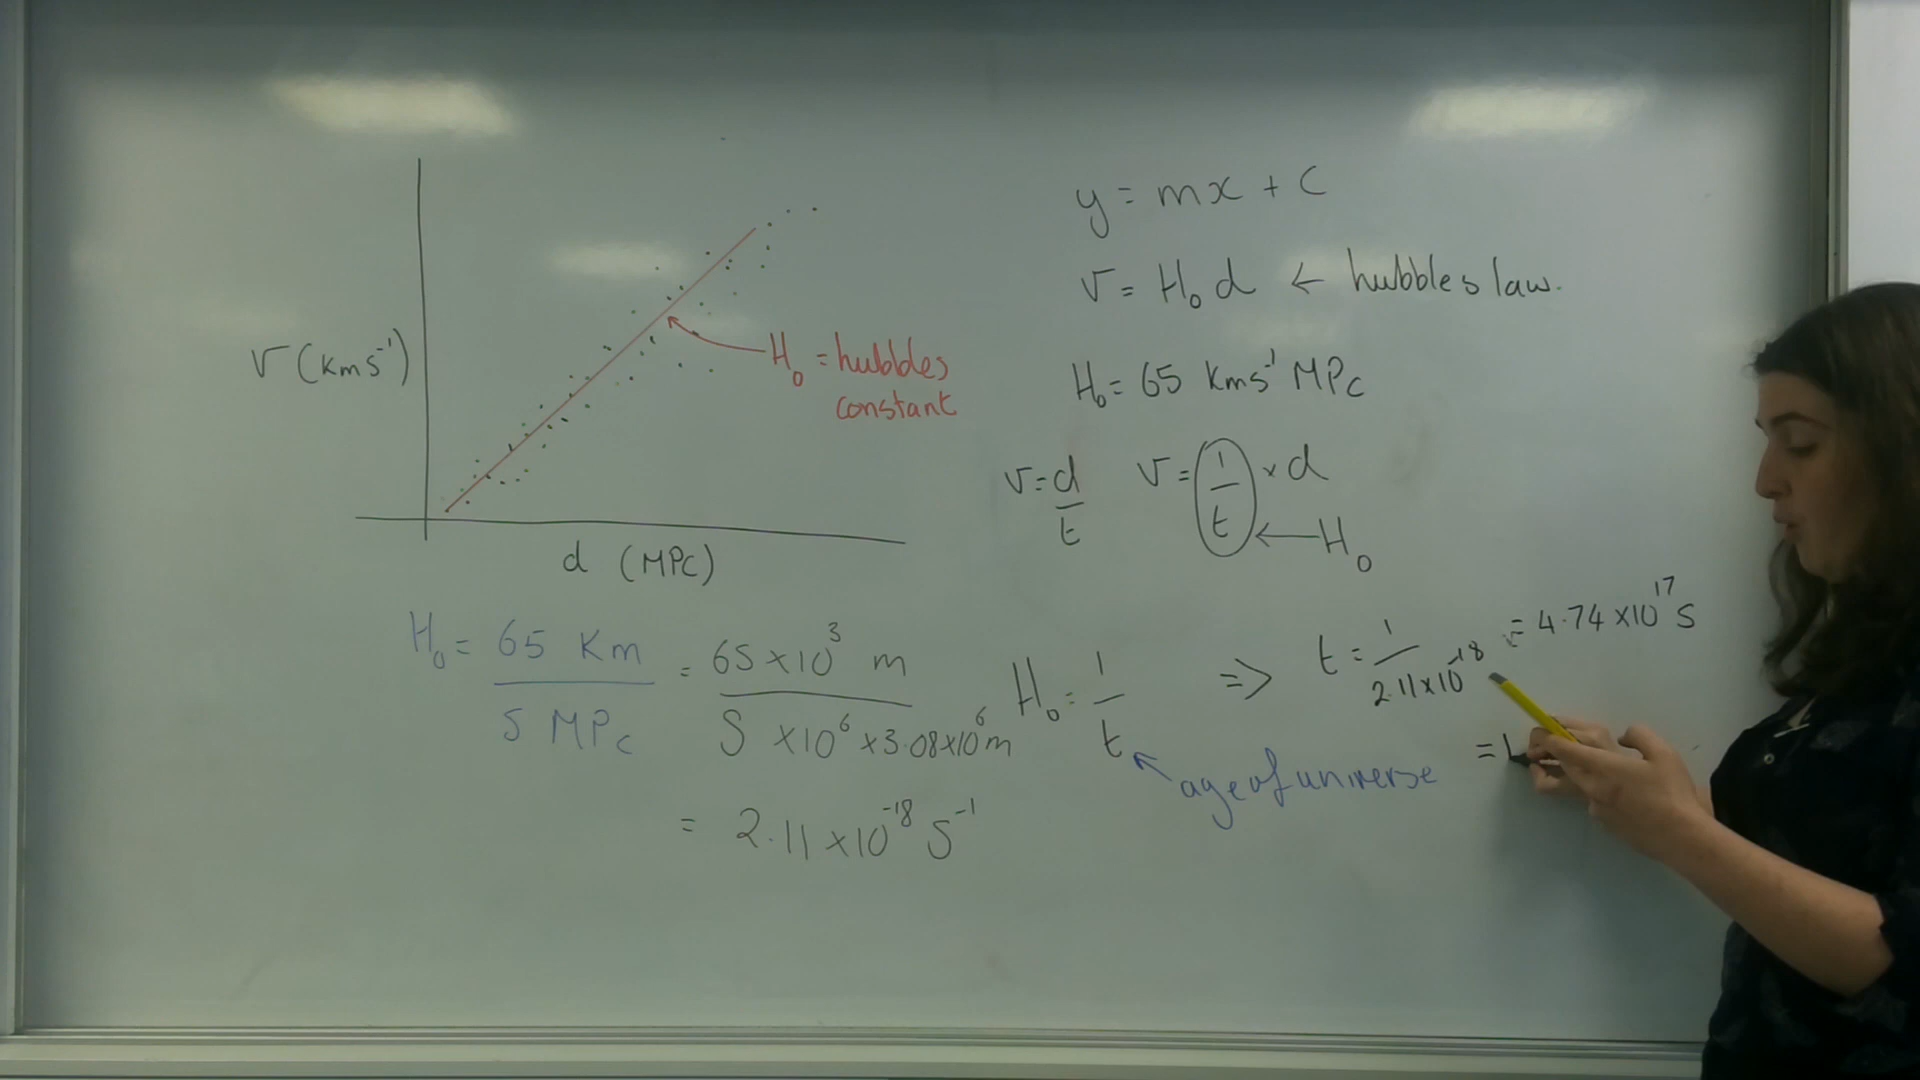 v (kms⁻¹)
d (MPc)
H₀ = hubbles
constant
y = mx + c
v = H₀ d ← hubbles law.
H₀ = 65 kms⁻¹ MPc
v = d/t v = (1/t) × d
← H₀
H₀ = 65 Km / S MPc = 65 × 10³ m / S × 10⁶ × 3.08 × 10⁶ m
= 2.11 × 10⁻¹⁸ S⁻¹
H₀ = 1/t => t = 1 / 2.11 × 10⁻¹⁸ = 4.74 × 10¹⁷ S
age of universe
=